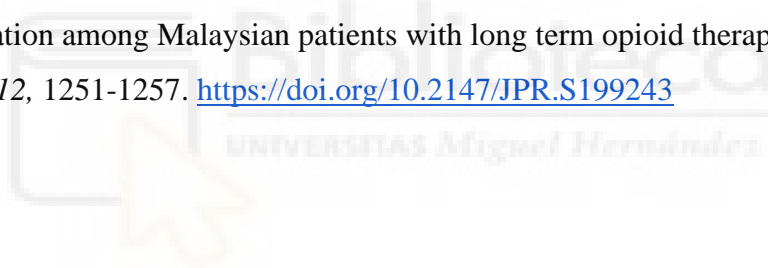 ation among Malaysian patients with long term opioid therap
Biblioteca
12, 1251-1257. https://doi.org/10.2147/JPR.S199243
UNIVERSITAS Miguel Hernández